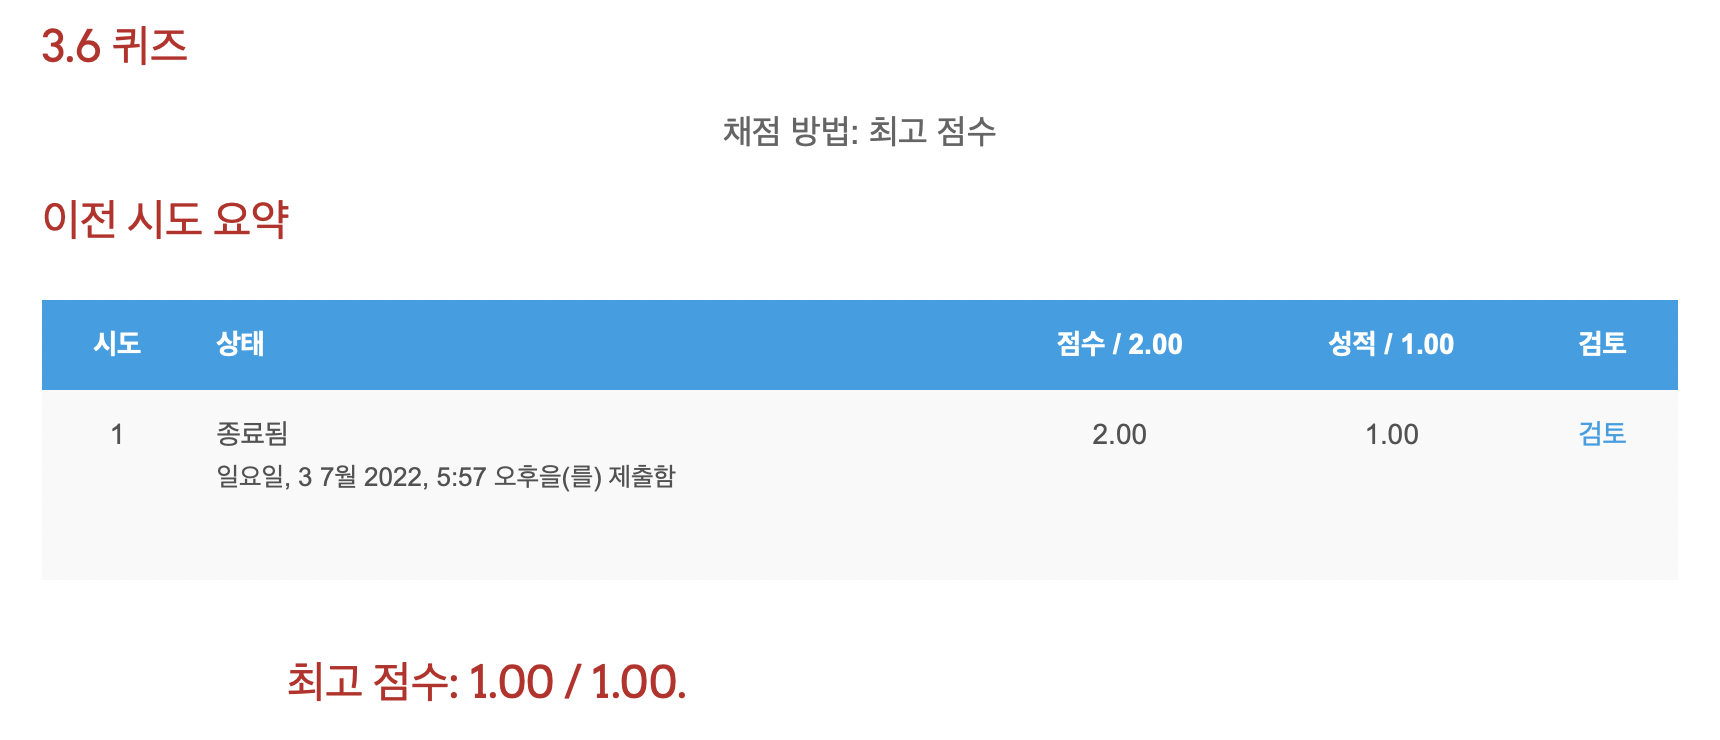 3.6 퀴즈
채점 방법: 최고 점수
이전 시도 요약
시도 상태 점수 / 2.00 성적 / 1.00 검토
1 종료됨 2.00 1.00 검토
일요일, 3 7월 2022, 5:57 오후을(를) 제출함
최고 점수: 1.00 / 1.00.